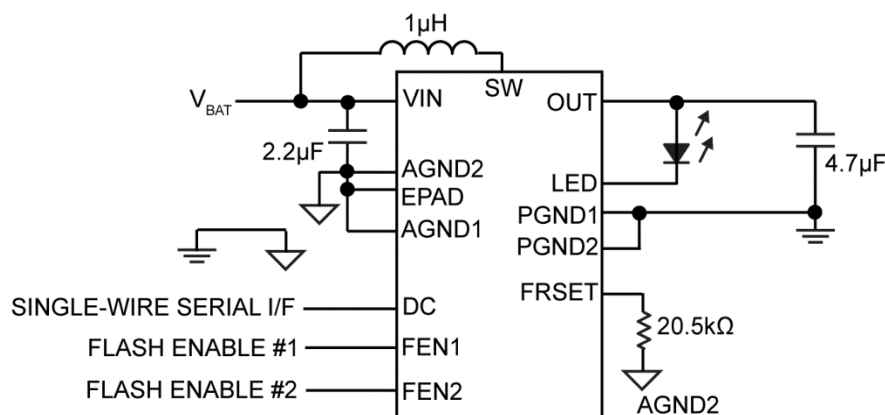 1µH
SW
V BAT
VIN
OUT
2.2µF
4.7µF
AGND2
LED
EPAD
PGND1
AGND1
PGND2
FRSET
SINGLE-WIRE SERIAL I/F
DC
20.5kΩ
FLASH ENABLE #1
FEN1
FLASH ENABLE #2
FEN2
AGND2